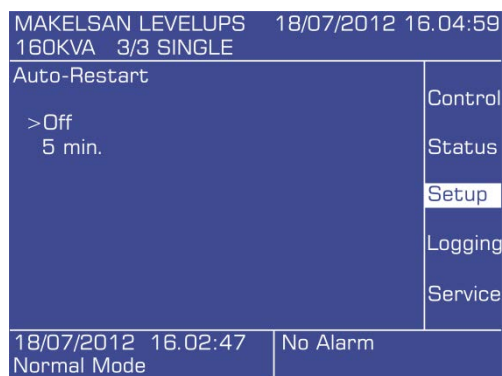 MAKELSAN LEVELUPS 18/07/2012 16.04:59
160KVA 3/3 SINGLE
Auto-Restart
>Off
5 min.
Control
Status
Setup
Logging
Service
18/07/2012 16.02:47 No Alarm
Normal Mode